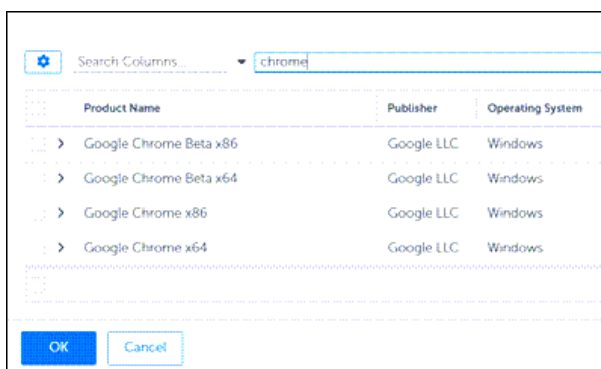 Search Columns... chrome
Product Name Publisher Operating System
Google Chrome Beta x86 Google LLC Windows
Google Chrome Beta x64 Google LLC Windows
Google Chrome x86 Google LLC Windows
Google Chrome x64 Google LLC Windows
OK Cancel